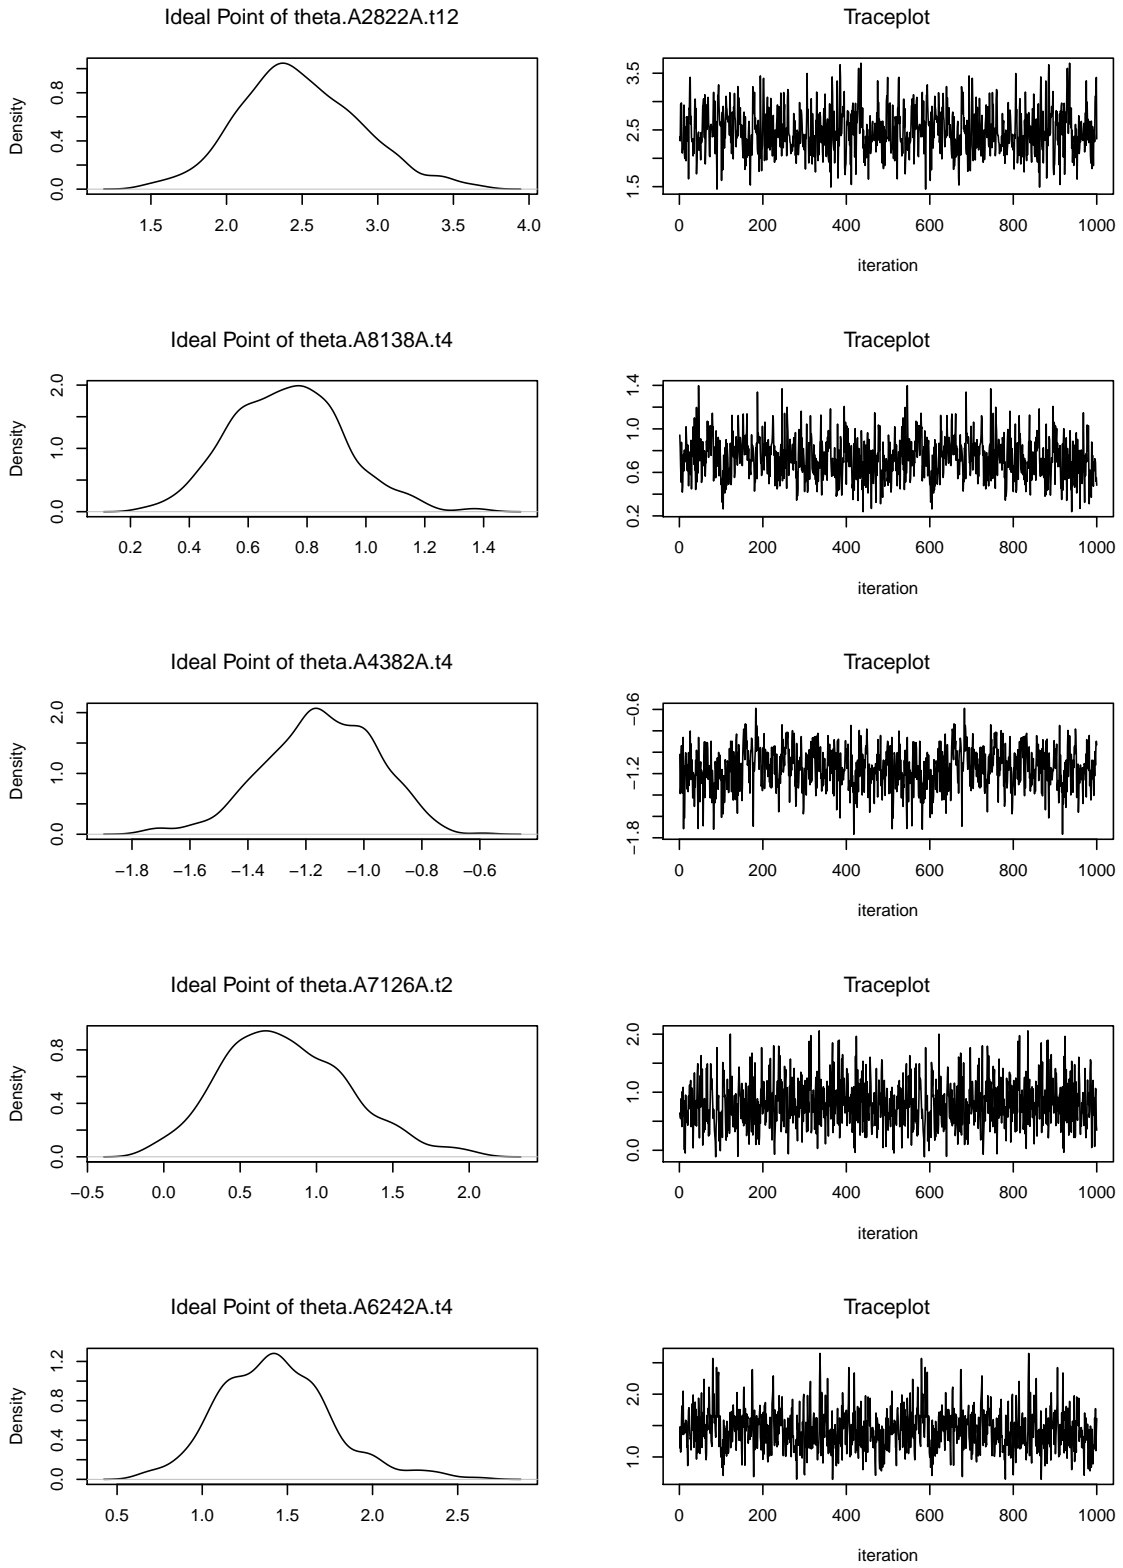 Ideal Point of theta.A2822A.t12
Density
0.0 0.4 0.8
1.5 2.0 2.5 3.0 3.5 4.0
Traceplot
1.5 2.5 3.5
0 200 400 600 800 1000
iteration
Ideal Point of theta.A8138A.t4
Density
0.0 1.0 2.0
0.2 0.4 0.6 0.8 1.0 1.2 1.4
Traceplot
0.2 0.6 1.0 1.4
0 200 400 600 800 1000
iteration
Ideal Point of theta.A4382A.t4
Density
0.0 1.0 2.0
−1.8 −1.6 −1.4 −1.2 −1.0 −0.8 −0.6
Traceplot
−1.8 −1.2 −0.6
0 200 400 600 800 1000
iteration
Ideal Point of theta.A7126A.t2
Density
0.0 0.4 0.8
−0.5 0.0 0.5 1.0 1.5 2.0
Traceplot
0.0 1.0 2.0
0 200 400 600 800 1000
iteration
Ideal Point of theta.A6242A.t4
Density
0.0 0.4 0.8 1.2
0.5 1.0 1.5 2.0 2.5
Traceplot
1.0 2.0
0 200 400 600 800 1000
iteration